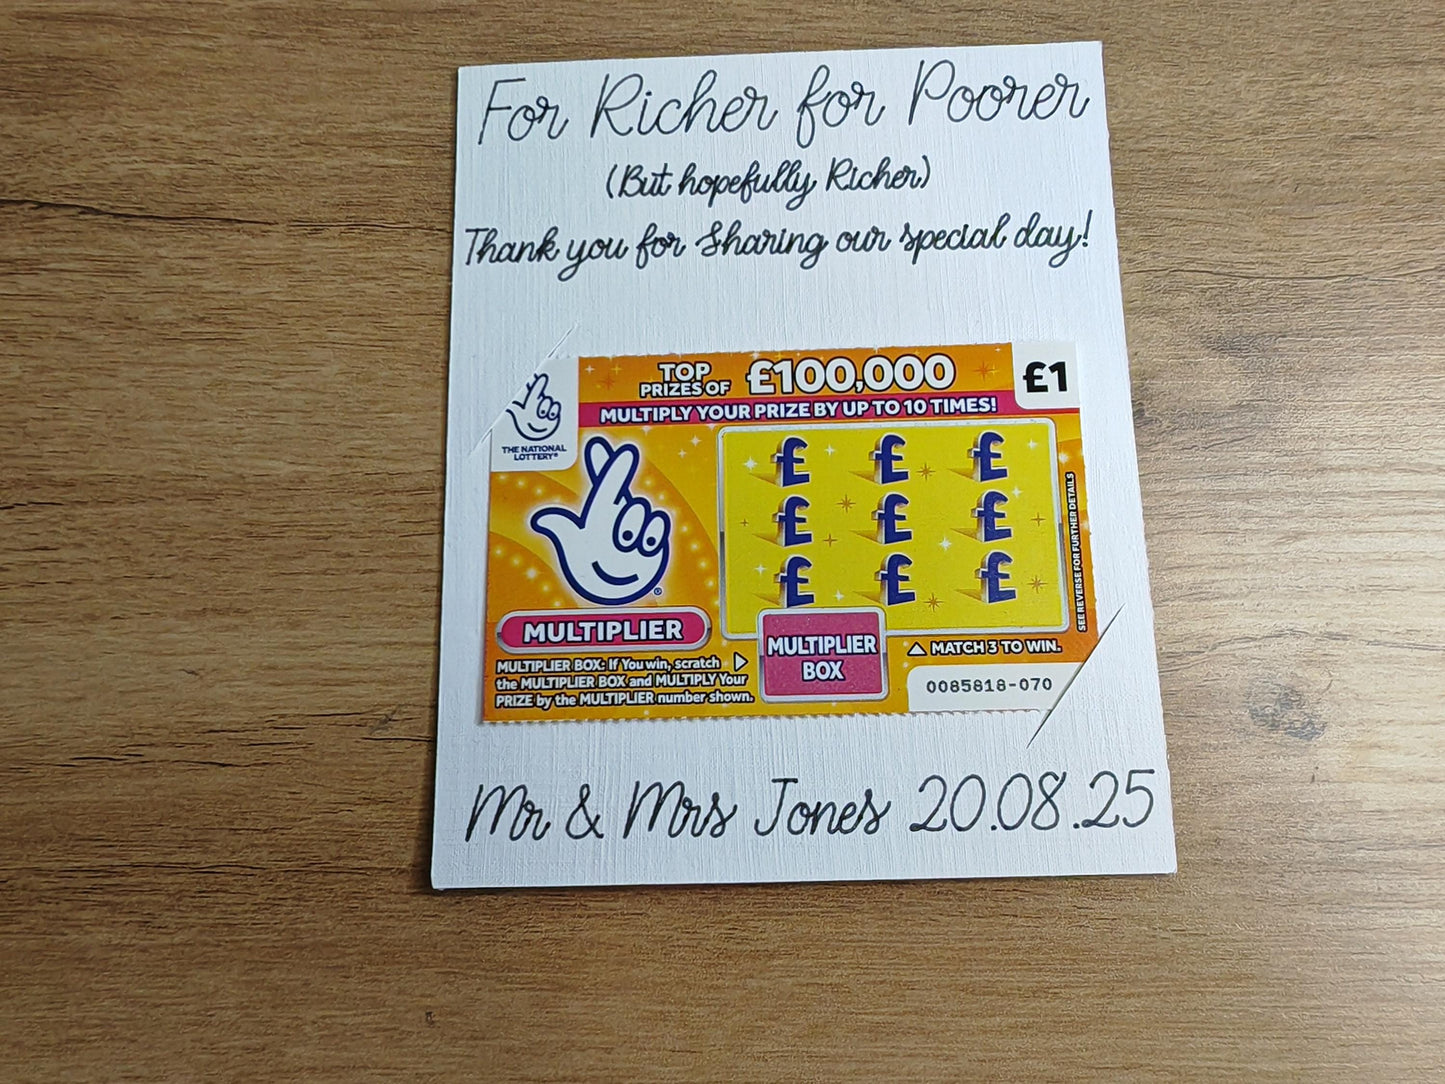 For Richer for Poorer
(But hopefully Richer)
Thank you for Sharing our special day!
TOP
PRIZES OF £100,000
£1
MULTIPLY YOUR PRIZE BY UP TO 10 TIMES!
THE NATIONAL
LOTTERY®
£ £ £
£ £ £
£ £ £
SEE REVERSE FOR FURTHER DETAILS
MULTIPLIER
MULTIPLIER BOX: If You win, scratch
the MULTIPLIER BOX and MULTIPLY Your
PRIZE by the MULTIPLIER number shown.
MULTIPLIER
BOX
MATCH 3 TO WIN.
0085818-070
Mr & Mrs Jones 20.08.25